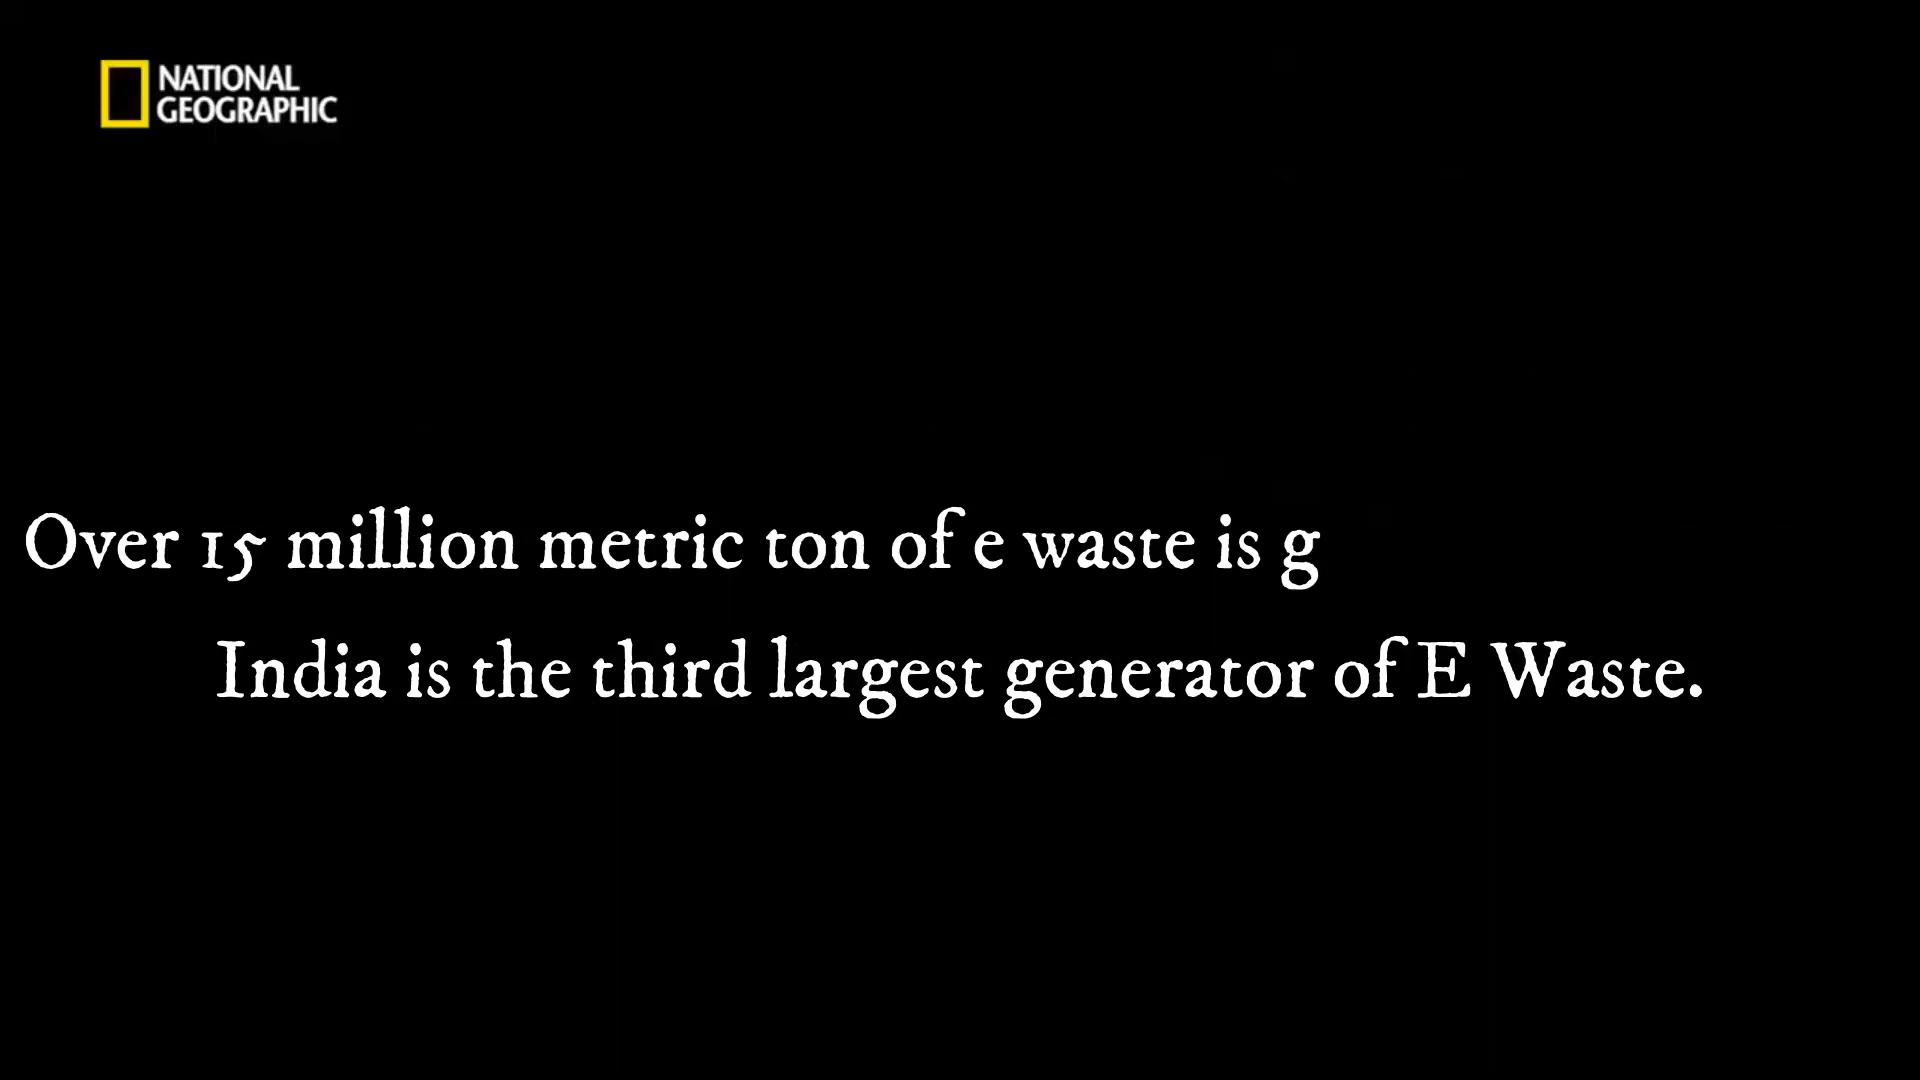 NATIONAL
GEOGRAPHIC
Over 15 million metric ton of e waste is g
India is the third largest generator of E Waste.